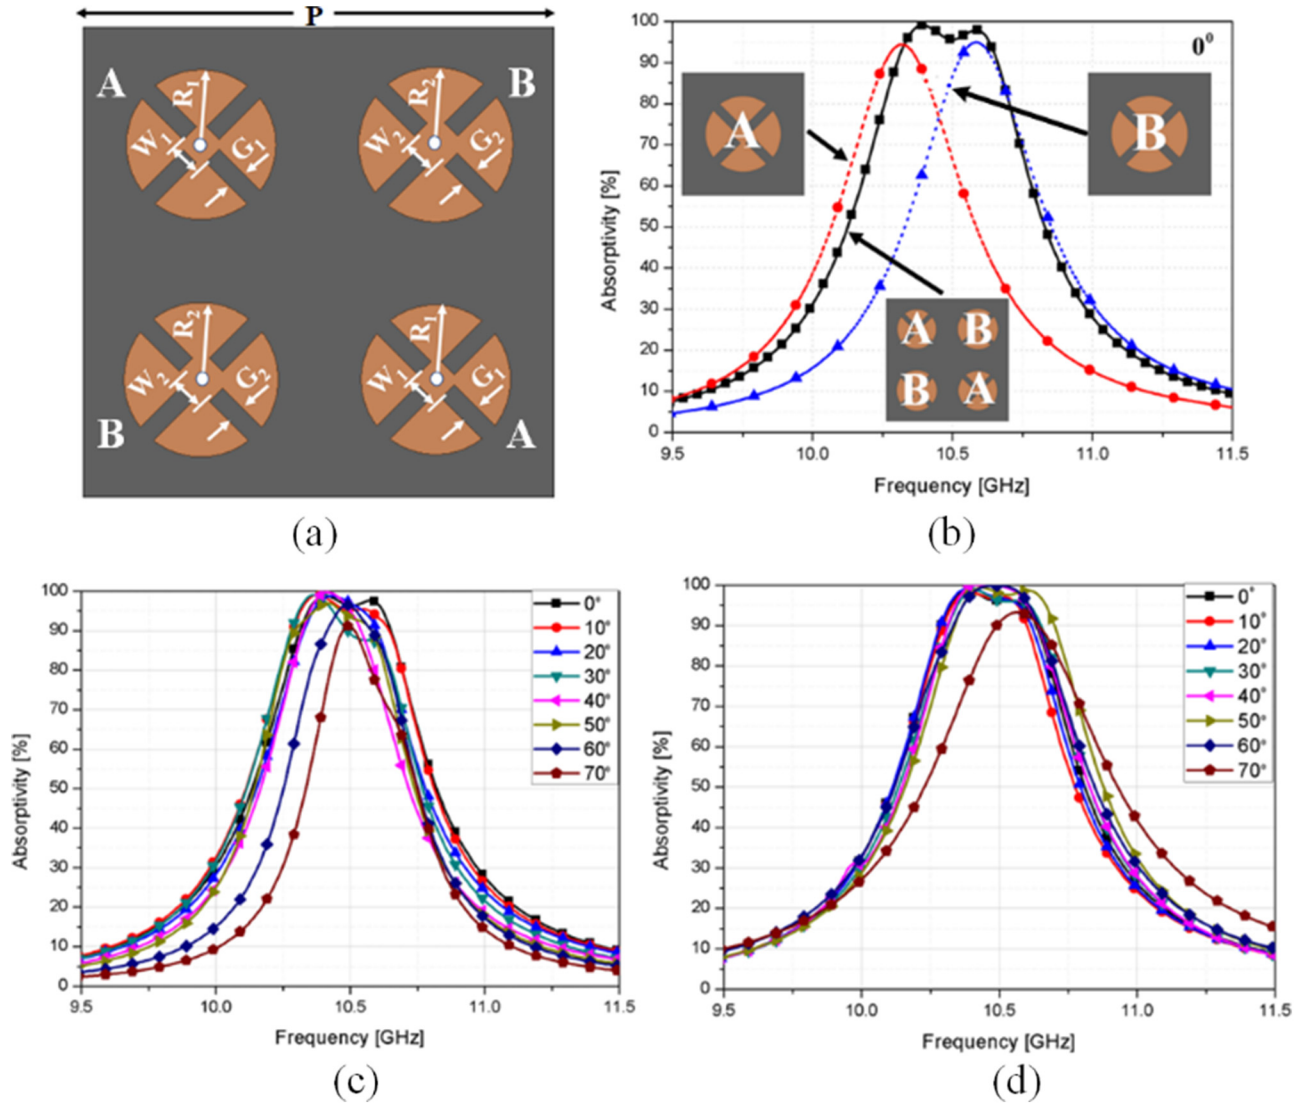 P
A
B
R₁
W₁
G₁
R₂
W₂
G₂
R₂
W₂
G₂
R₁
W₁
G₁
B
A
(a)
100
90
80
70
60
50
40
30
20
10
0
Absorptivity [%]
0⁰
A
B
A B
B A
9.5 10.0 10.5 11.0 11.5
Frequency [GHz]
(b)
100
90
80
70
60
50
40
30
20
10
0
Absorptivity [%]
0°
10°
20°
30°
40°
50°
60°
70°
9.5 10.0 10.5 11.0 11.5
Frequency [GHz]
(c)
100
90
80
70
60
50
40
30
20
10
0
Absorptivity [%]
0°
10°
20°
30°
40°
50°
60°
70°
9.5 10.0 10.5 11.0 11.5
Frequency [GHz]
(d)